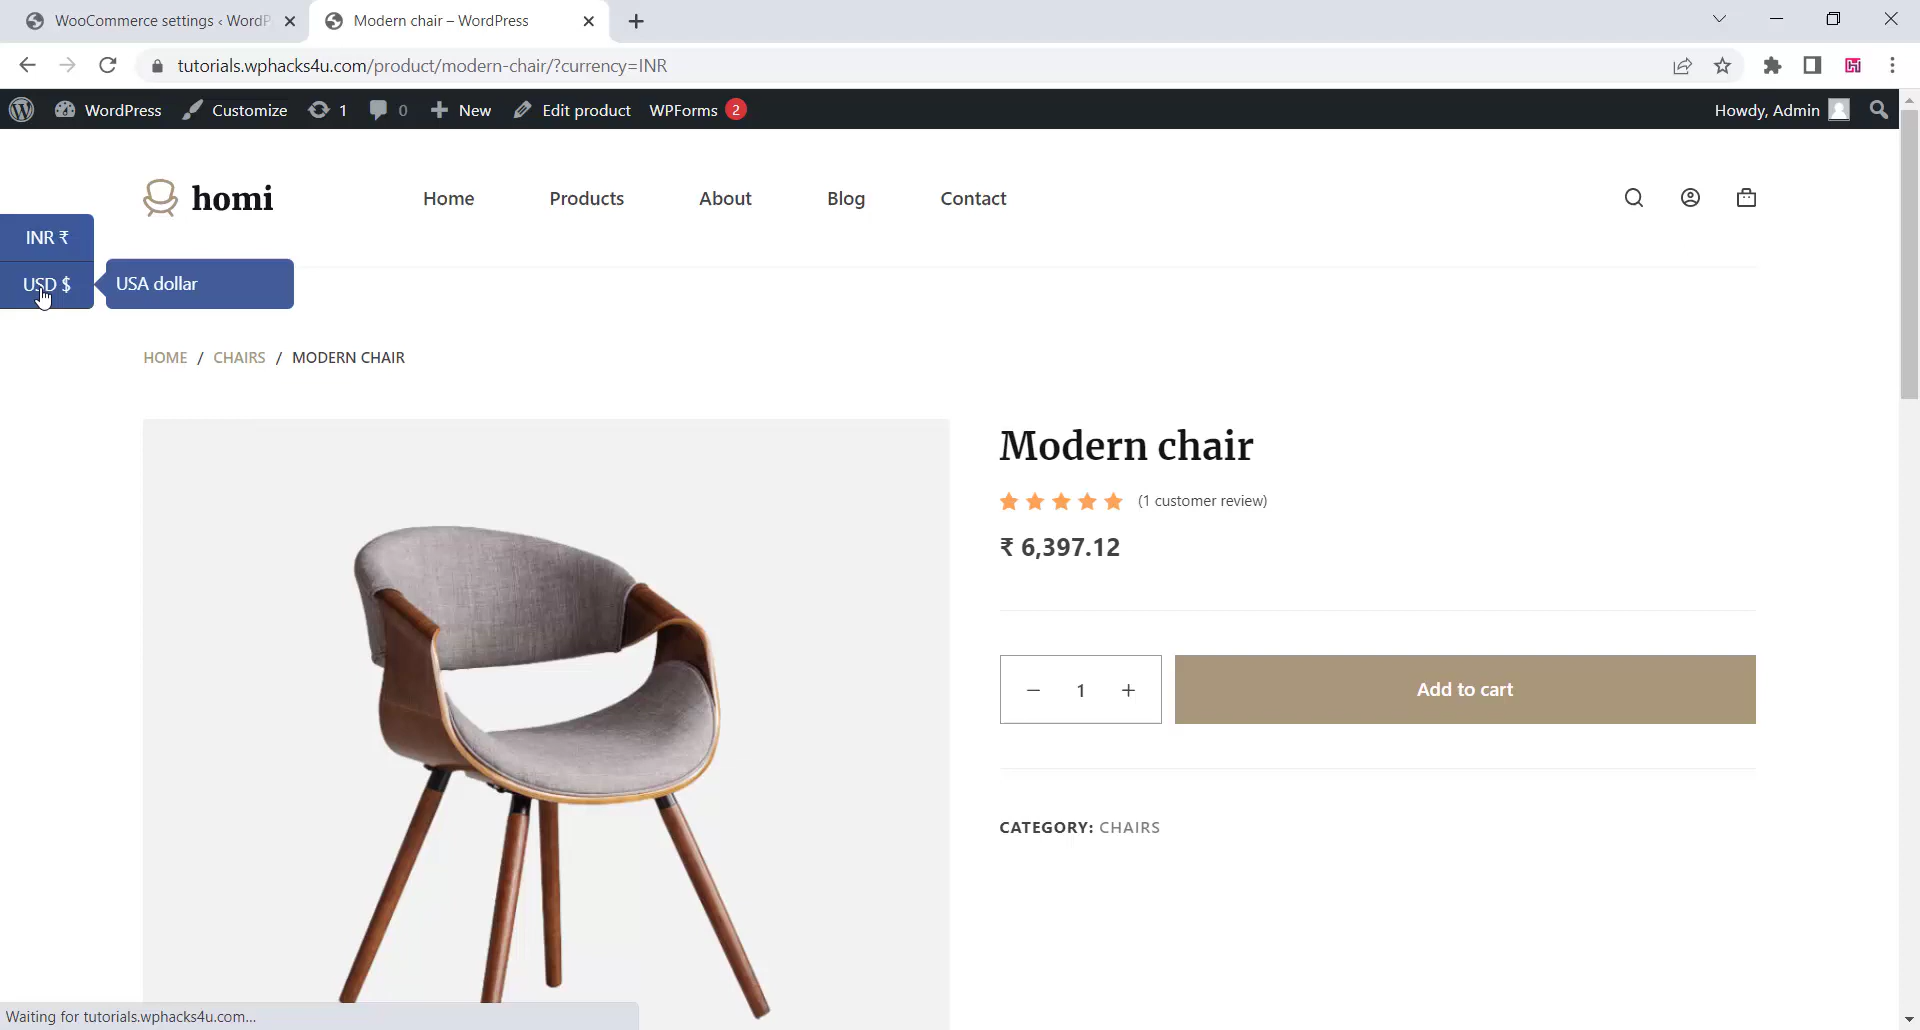 WooCommerce settings ‹ WordP
Modern chair – WordPress
tutorials.wphacks4u.com/product/modern-chair/?currency=INR
WordPress Customize 1 0 New Edit product WPForms 2 Howdy, Admin
homi Home Products About Blog Contact
INR ₹
USD $ USA dollar
HOME / CHAIRS / MODERN CHAIR
Modern chair
(1 customer review)
₹ 6,397.12
− 1 + Add to cart
CATEGORY: CHAIRS
Waiting for tutorials.wphacks4u.com...